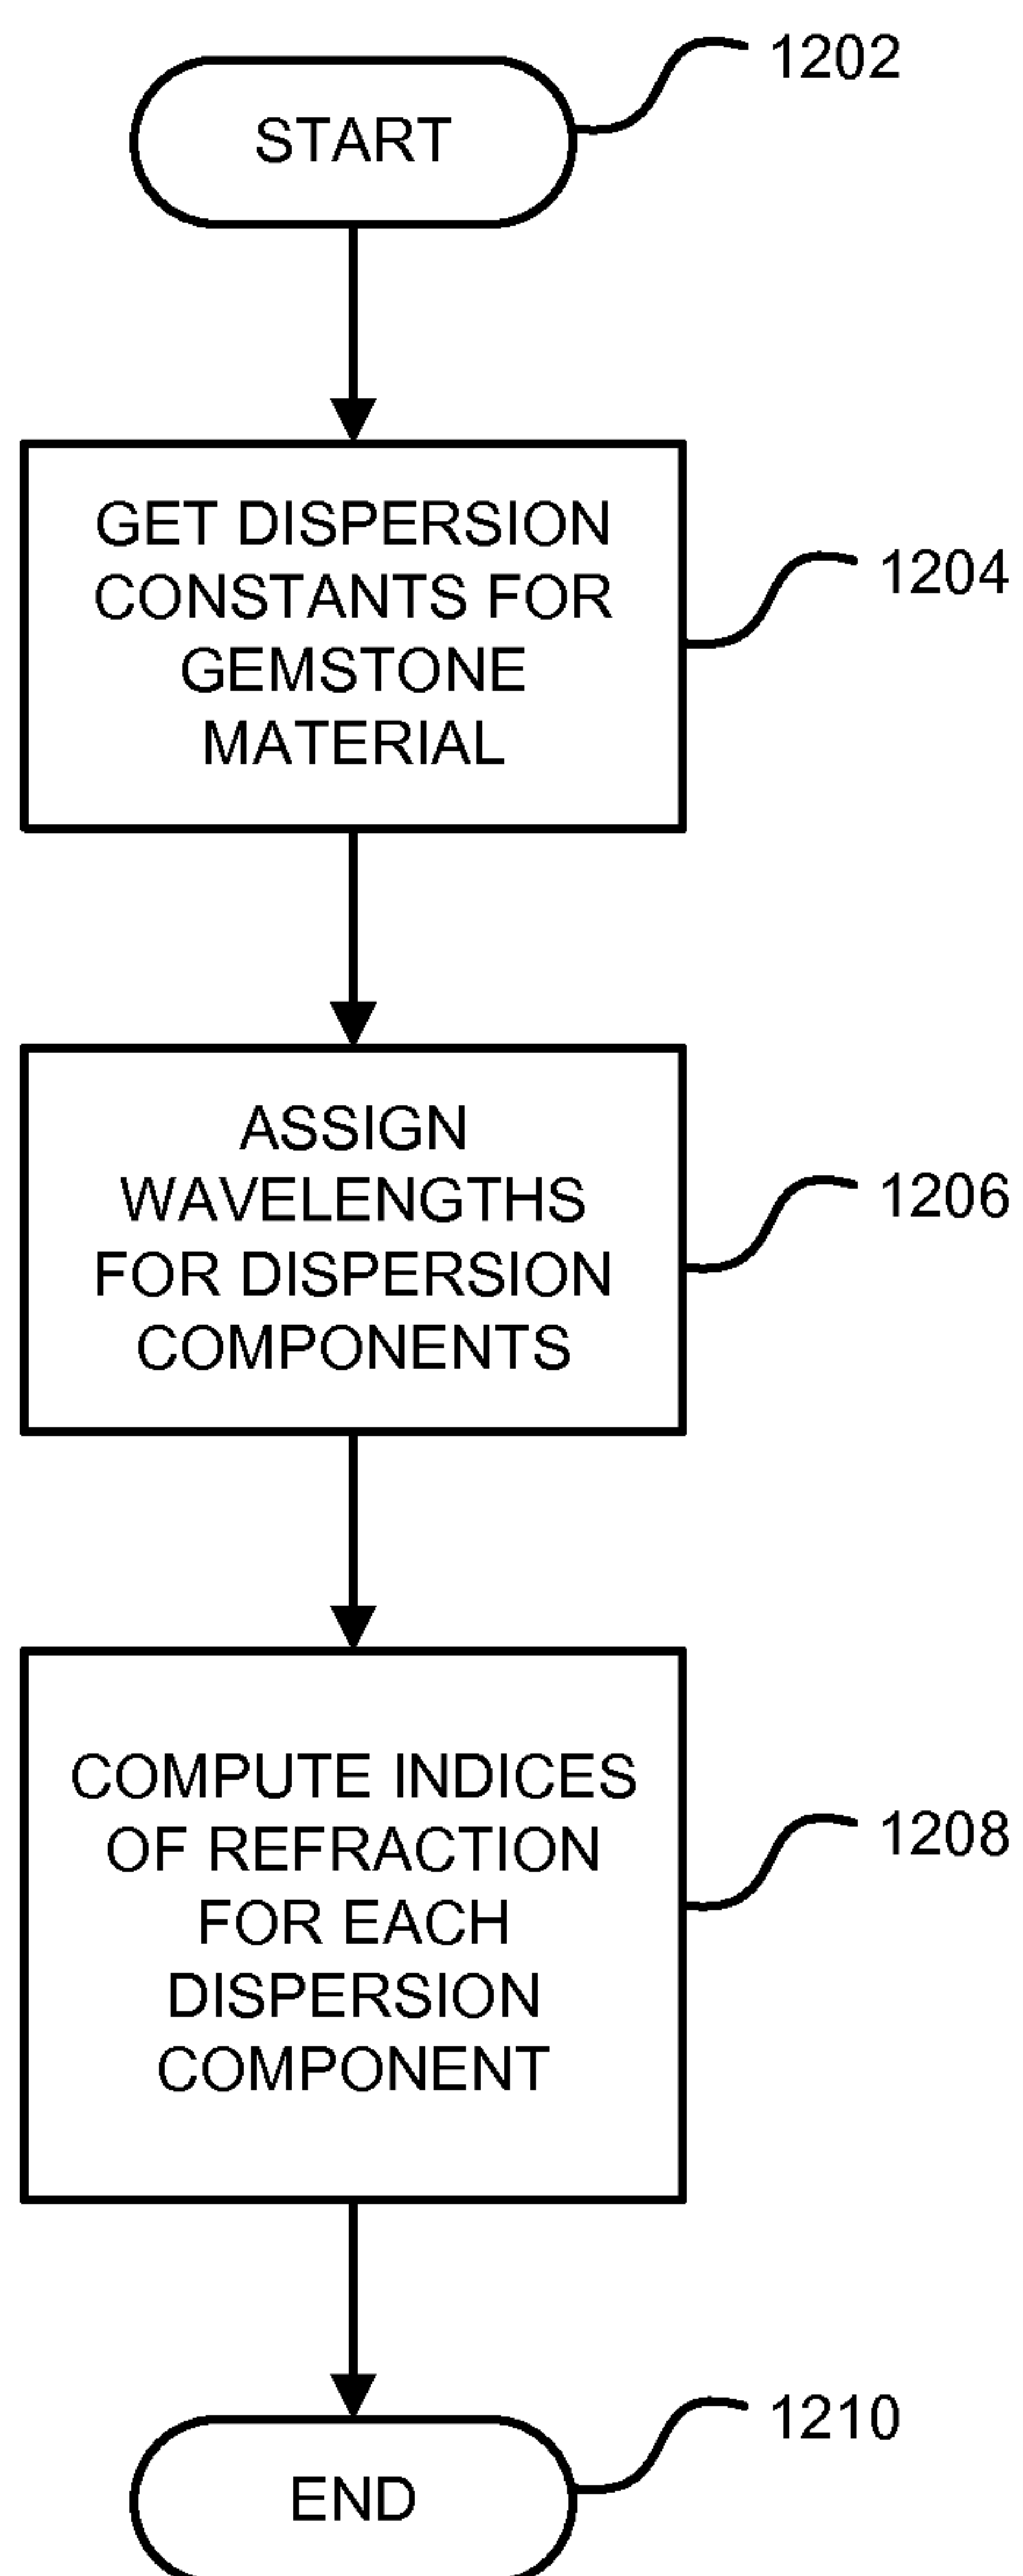 1202
START
GET DISPERSION
CONSTANTS FOR
GEMSTONE
MATERIAL
1204
ASSIGN
WAVELENGTHS
FOR DISPERSION
COMPONENTS
1206
COMPUTE INDICES
OF REFRACTION
FOR EACH
DISPERSION
COMPONENT
1208
1210
END